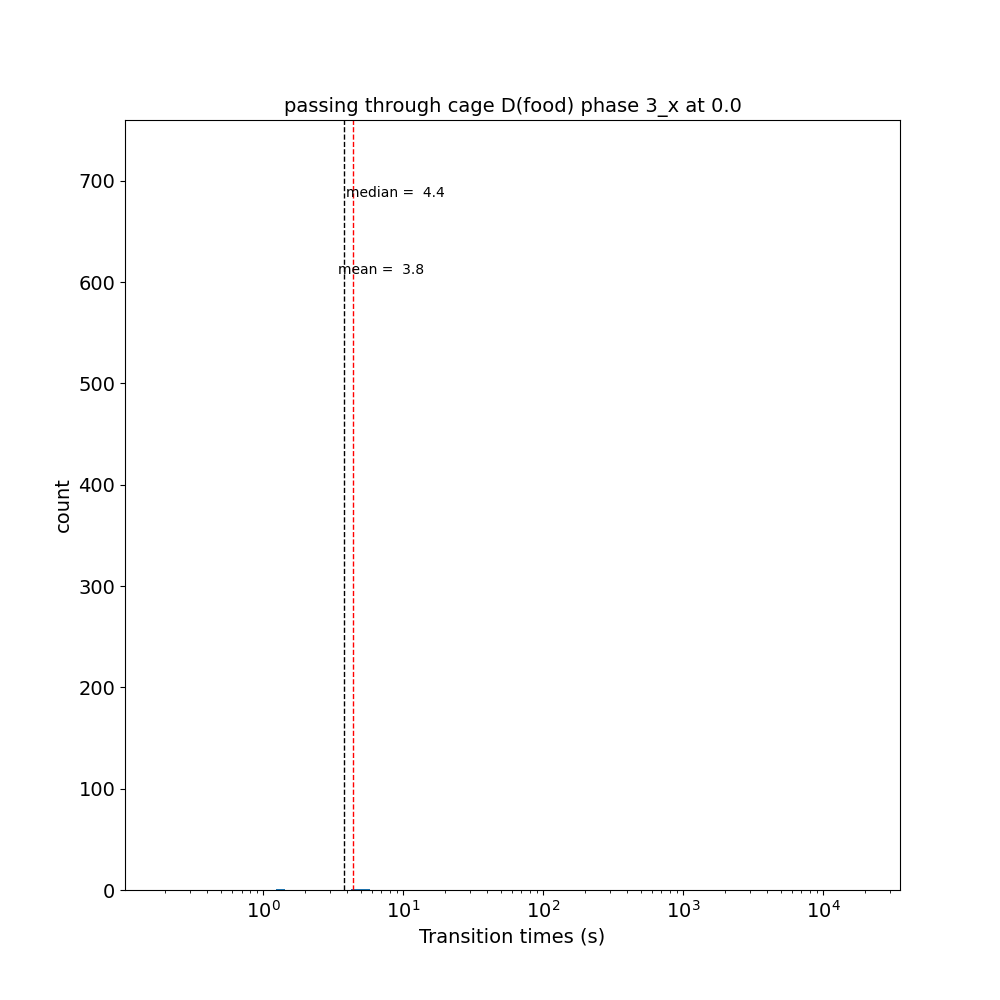 passing through cage D(food) phase 3_x at 0.0
700
median =  4.4
mean =  3.8
600
500
count
400
300
200
100
0
10^0 10^1 10^2 10^3 10^4
Transition times (s)